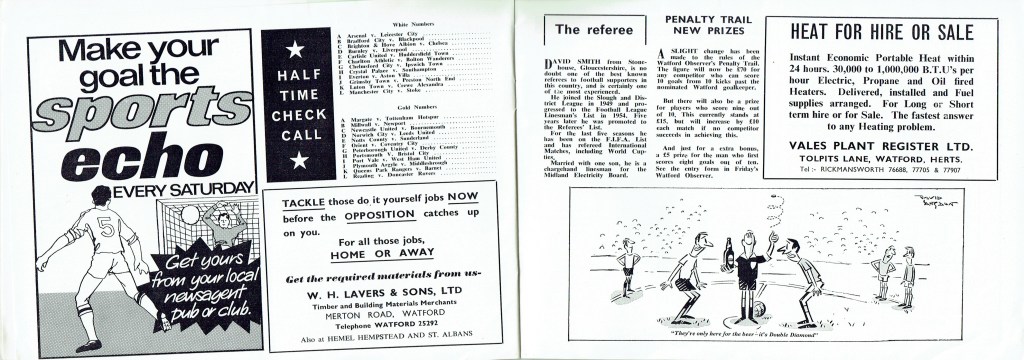 Make your
goal the
sports
echo
EVERY SATURDAY!
5
Get yours
from your local
newsagent
pub or club.
HALF
TIME
CHECK
CALL
White Numbers
A Arsenal v. Leicester City
B Bradford City v. Blackpool
C Brighton & Hove Albion v. Chelsea
D Burnley v. Liverpool
E Carlisle United v. Huddersfield Town
F Charlton Athletic v. Bolton Wanderers
G Chelmsford City v. Ipswich Town
H Crystal Palace v. Southampton
J Everton v. Aston Villa
J Grimsby Town v. Preston North End
K Luton Town v. Crewe Alexandra
L Manchester City v. Stoke
Gold Numbers
A Margate v. Tottenham Hotspur
B Millwall v. Newport
C Newcastle United v. Bournemouth
D Norwich City v. Leeds United
E Notts County v. Sunderland
F Orient v. Coventry City
G Peterborough United v. Derby County
H Portsmouth v. Bristol City
I Port Vale v. West Ham United
J Plymouth Argyle v. Middlesbrough
K Queens Park Rangers v. Barnet
L Reading v. Doncaster Rovers
TACKLE those do it yourself jobs NOW
before the OPPOSITION catches up
on you.
For all those jobs,
HOME OR AWAY
Get the required materials from us-
W. H. LAVERS & SONS, LTD
Timber and Building Materials Merchants
MERTON ROAD, WATFORD
Telephone WATFORD 25292
Also at HEMEL HEMPSTEAD AND ST. ALBANS
The referee
DAVID SMITH from Stone-
house, Gloucestershire, is no
doubt one of the best known
referees to football supporters in
this country, and is certainly one
of the most experienced.
He joined the Slough and Dis-
trict League in 1949 and pro-
gressed to the Football League
Linesman's List in 1954. Five
years later he was promoted to
the Referees' List.
For the last five seasons he
has been on the F.I.F.A. List
and has refereed International
Matches, including World Cup
ties.
Married with one son, he is a
chargehand linesman for the
Midland Electricity Board.
PENALTY TRAIL
NEW PRIZES
A SLIGHT change has been
made to the rules of the
Watford Observer's Penalty Trail.
The figure will now be £70 for
any competitor who can score
10 goals from 10 kicks past the
nominated Watford goalkeeper.
But there will also be a prize
for players who score nine out
of 10. This currently stands at
£15, but will increase by £10
each match if no competitor
succeeds in achieving this.
And just for a extra bonus,
a £5 prize for the man who first
scores eight goals out of ten.
See the entry form in Friday's
Watford Observer.
HEAT FOR HIRE OR SALE
Instant Economic Portable Heat within
24 hours. 30,000 to 1,000,000 B.T.U's per
hour Electric, Propane and Oil fired
Heaters. Delivered, installed and Fuel
supplies arranged. For Long or Short
term hire or for Sale. The fastest answer
to any Heating problem.
VALES PLANT REGISTER LTD.
TOLPITS LANE, WATFORD, HERTS.
Tel :- RICKMANSWORTH 76688, 77705 & 77907
"They're only here for the beer—it's Double Diamond"